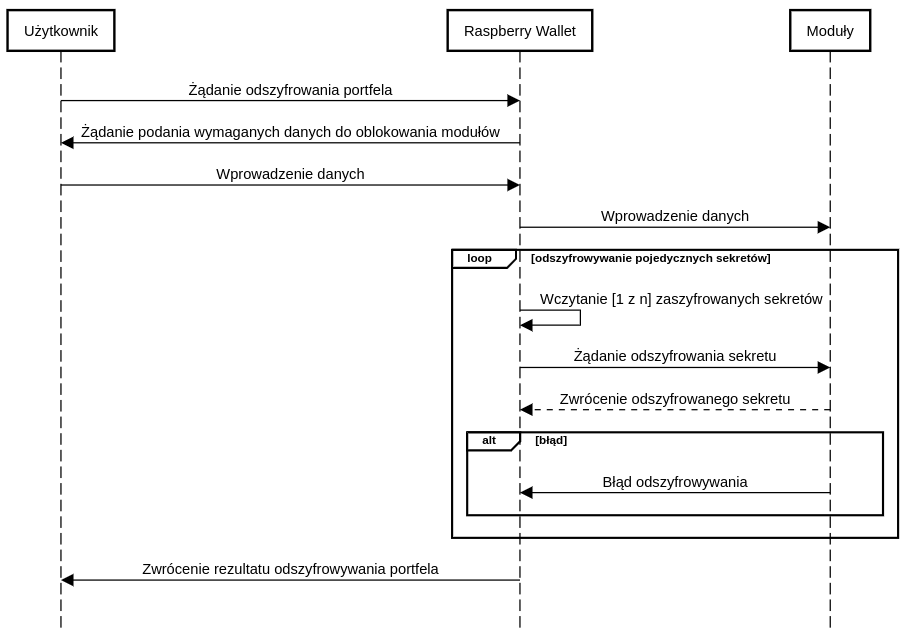 Użytkownik
Raspberry Wallet
Moduły
Żądanie odszyfrowania portfela
Żądanie podania wymaganych danych do oblokowania modułów
Wprowadzenie danych
Wprowadzenie danych
loop
[odszyfrowywanie pojedycznych sekretów]
Wczytanie [1 z n] zaszyfrowanych sekretów
Żądanie odszyfrowania sekretu
Zwrócenie odszyfrowanego sekretu
alt
[błąd]
Błąd odszyfrowywania
Zwrócenie rezultatu odszyfrowywania portfela